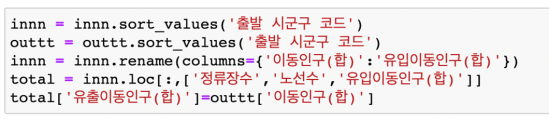 innn = innn.sort_values('출발 시군구 코드')
outtt = outtt.sort_values('출발 시군구 코드')
innn = innn.rename(columns={'이동인구(합)':'유입이동인구(합)'})
total = innn.loc[:,['정류장수','노선수','유입이동인구(합)']]
total['유출이동인구(합)']=outtt['이동인구(합)']